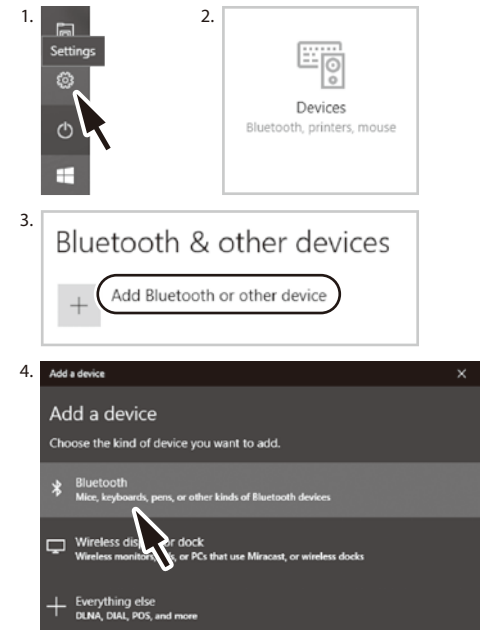 1.
Settings
2.
Devices
Bluetooth, printers, mouse
3.
Bluetooth & other devices
Add Bluetooth or other device
4.
Add a device
Add a device
Choose the kind of device you want to add.
Bluetooth
Mice, keyboards, pens, or other kinds of Bluetooth devices
Wireless or dock
Wireless or PCs that use Miracast, or wireless docks
Everything else
DLNA, DIAL, POS, and more